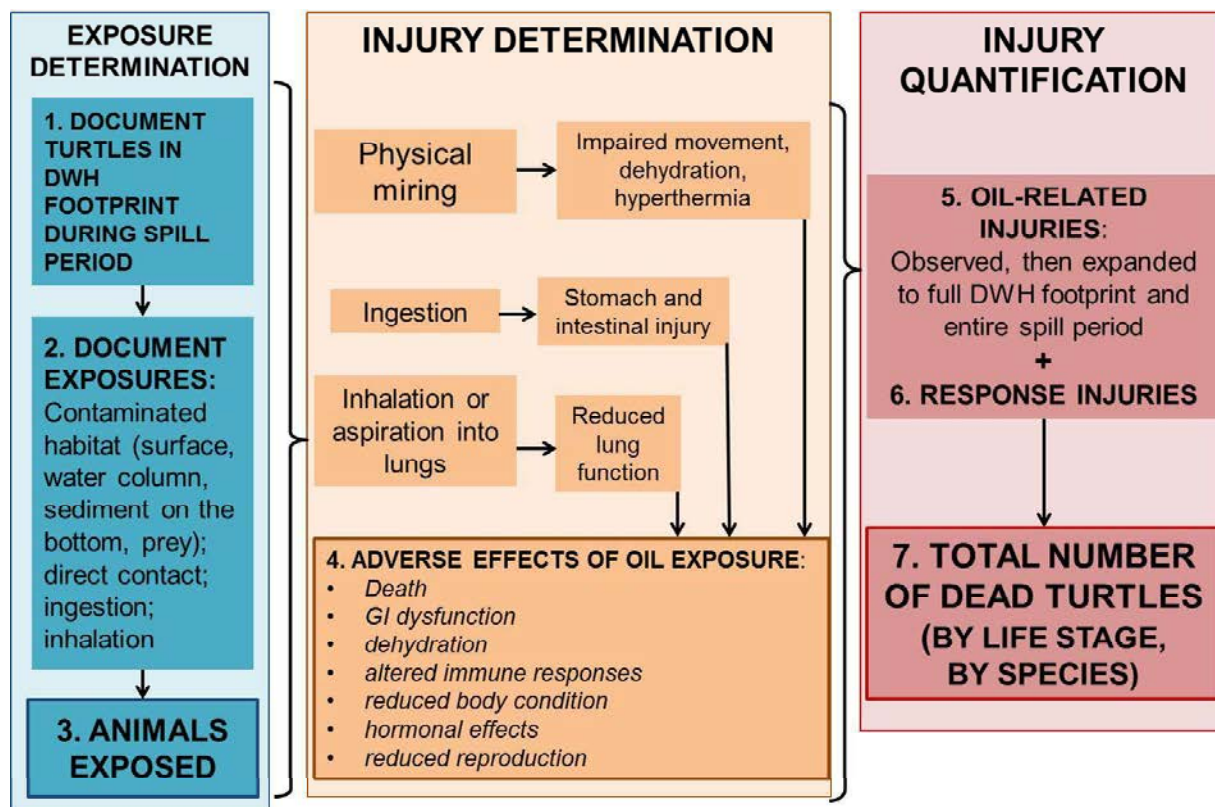 EXPOSURE
DETERMINATION
1. DOCUMENT
TURTLES IN
DWH
FOOTPRINT
DURING SPILL
PERIOD
2. DOCUMENT
EXPOSURES:
Contaminated
habitat (surface,
water column,
sediment on the
bottom, prey);
direct contact;
ingestion;
inhalation
3. ANIMALS
EXPOSED
INJURY DETERMINATION
Physical
miring
Impaired movement,
dehydration,
hyperthermia
Ingestion
Stomach and
intestinal injury
Inhalation or
aspiration into
lungs
Reduced
lung
function
4. ADVERSE EFFECTS OF OIL EXPOSURE:
• Death
• GI dysfunction
• dehydration
• altered immune responses
• reduced body condition
• hormonal effects
• reduced reproduction
INJURY
QUANTIFICATION
5. OIL-RELATED
INJURIES:
Observed, then expanded
to full DWH footprint and
entire spill period
+
6. RESPONSE INJURIES
7. TOTAL NUMBER
OF DEAD TURTLES
(BY LIFE STAGE,
BY SPECIES)